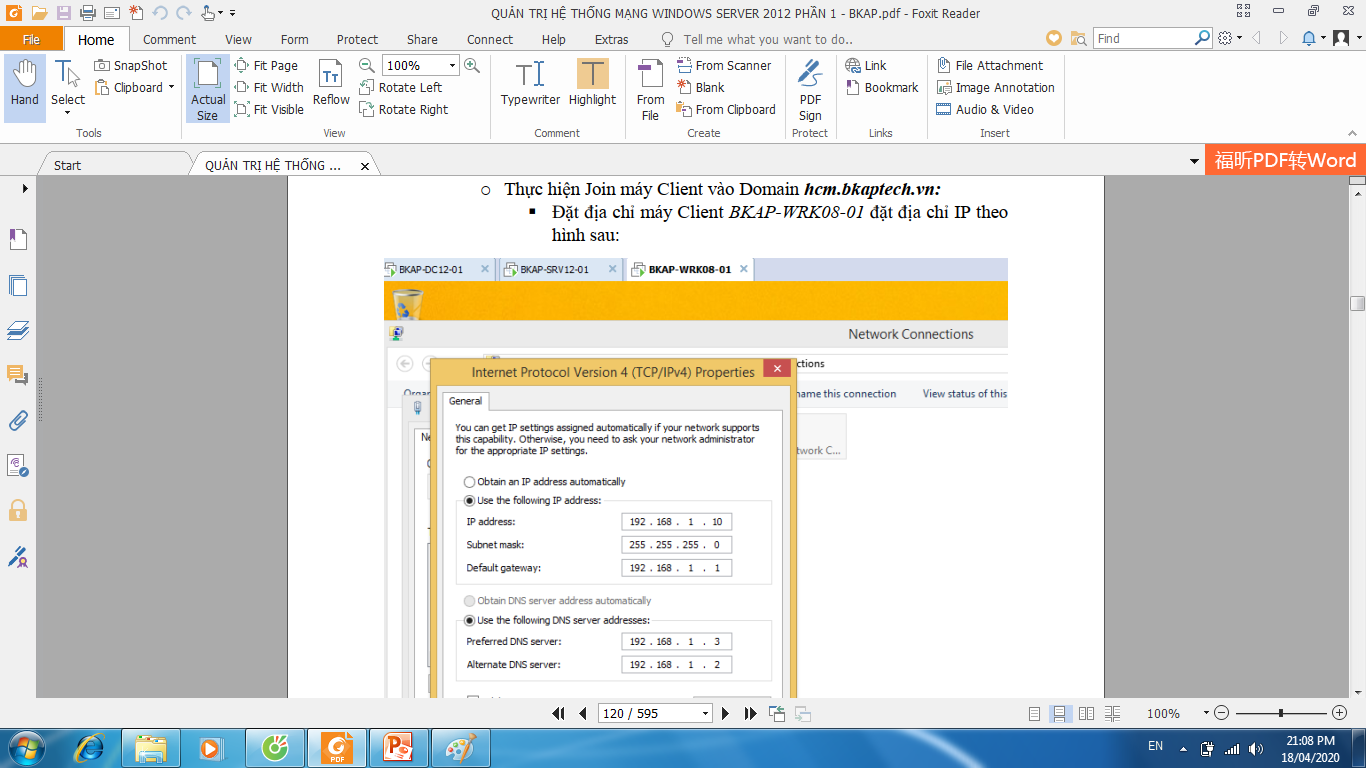 QUẢN TRỊ HỆ THỐNG MẠNG WINDOWS SERVER 2012 PHẦN 1 - BKAP.pdf - Foxit Reader
File Home Comment View Form Protect Share Connect Help Extras Tell me what you want to do.. Find
Hand
Select
SnapShot
Clipboard
Tools
Actual
Size
Fit Page
Fit Width
Fit Visible
Reflow
100%
Rotate Left
Rotate Right
View
Typewriter
Highlight
Comment
From
File
From Scanner
Blank
From Clipboard
Create
PDF
Sign
Protect
Link
Bookmark
Links
File Attachment
Image Annotation
Audio & Video
Insert
Start QUẢN TRỊ HỆ THỐNG ... 福昕PDF转Word
o Thực hiện Join máy Client vào Domain hcm.bkaptech.vn:
▪ Đặt địa chỉ máy Client BKAP-WRK08-01 đặt địa chỉ IP theo
hình sau:
BKAP-DC12-01 BKAP-SRV12-01 BKAP-WRK08-01
Network Connections
ctions
Orga
name this connection View status of this
twork C...
Internet Protocol Version 4 (TCP/IPv4) Properties
General
Ne
You can get IP settings assigned automatically if your network supports
this capability. Otherwise, you need to ask your network administrator
for the appropriate IP settings.
Obtain an IP address automatically
Use the following IP address:
IP address: 192 . 168 . 1 . 10
Subnet mask: 255 . 255 . 255 . 0
Default gateway: 192 . 168 . 1 . 1
Obtain DNS server address automatically
Use the following DNS server addresses:
Preferred DNS server: 192 . 168 . 1 . 3
Alternate DNS server: 192 . 168 . 1 . 2
120 / 595
100%
PDF
EN
21:08 PM
18/04/2020